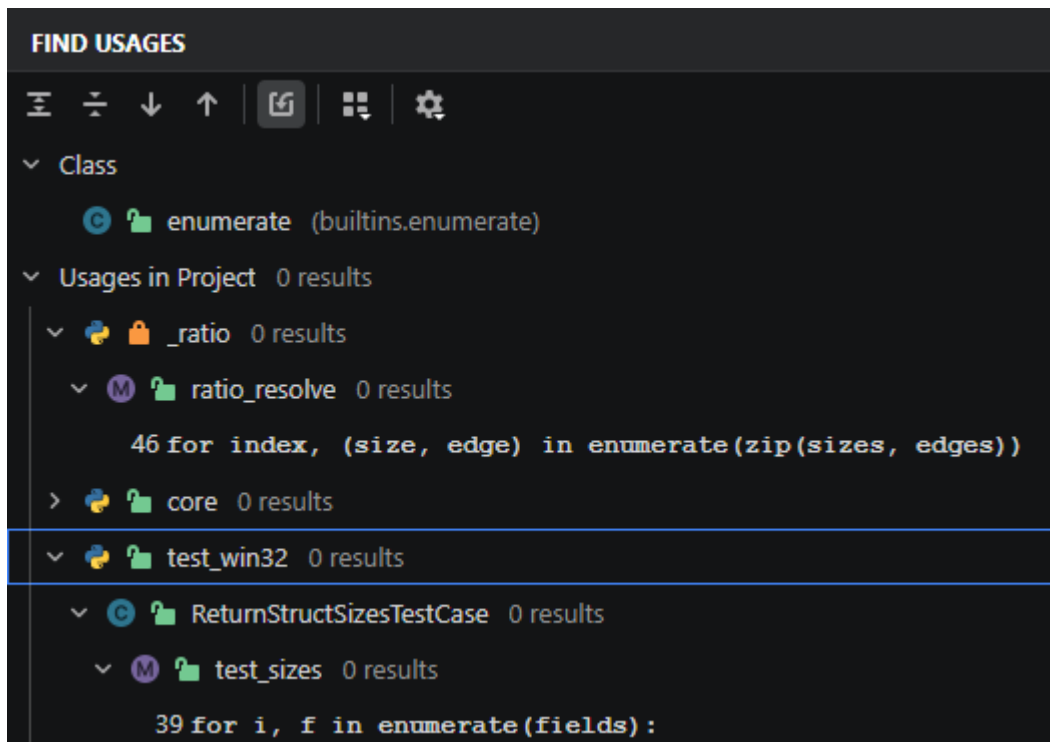 FIND USAGES
Class
enumerate (builtins.enumerate)
Usages in Project 0 results
_ratio 0 results
ratio_resolve 0 results
46 for index, (size, edge) in enumerate(zip(sizes, edges))
core 0 results
test_win32 0 results
ReturnStructSizesTestCase 0 results
test_sizes 0 results
39 for i, f in enumerate(fields):